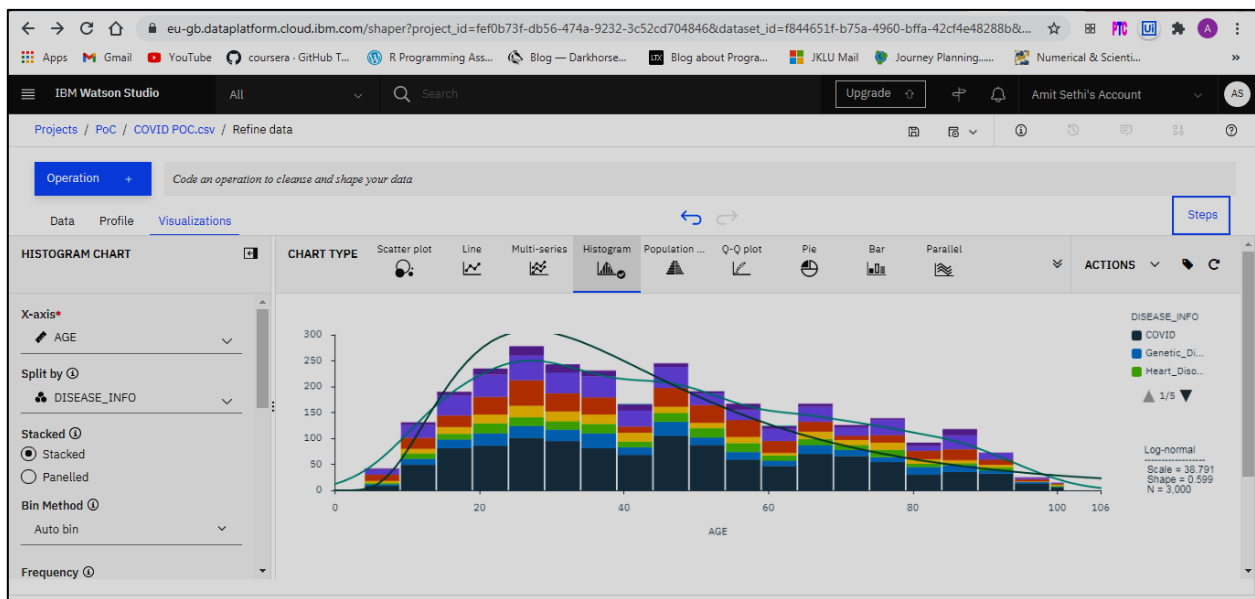 eu-gb.dataplatform.cloud.ibm.com/shaper?project_id=fef0b73f-db56-474a-9232-3c52cd704846&dataset_id=f844651f-b75a-4960-bffa-42cf4e48288b&...
PTC Ui A
Apps Gmail YouTube coursera · GitHub T... R Programming Ass... Blog — Darkhorse... Blog about Progra... JKLU Mail Journey Planning...... Numerical & Scienti... »
IBM Watson Studio All Search Upgrade Amit Sethi's Account AS
Projects / PoC / COVID POC.csv / Refine data
Operation + Code an operation to cleanse and shape your data
Data Profile Visualizations Steps
HISTOGRAM CHART CHART TYPE Scatter plot Line Multi-series Histogram Population ... Q-Q plot Pie Bar Parallel ACTIONS
X-axis*
AGE
Split by
DISEASE_INFO
Stacked
Stacked
Panelled
Bin Method
Auto bin
Frequency
300
250
200
150
100
50
0
0 20 40 60 80 100 106
AGE
DISEASE_INFO
COVID
Genetic_Di...
Heart_Diso...
1/5
Log-normal
Scale = 38.791
Shape = 0.599
N = 3,000